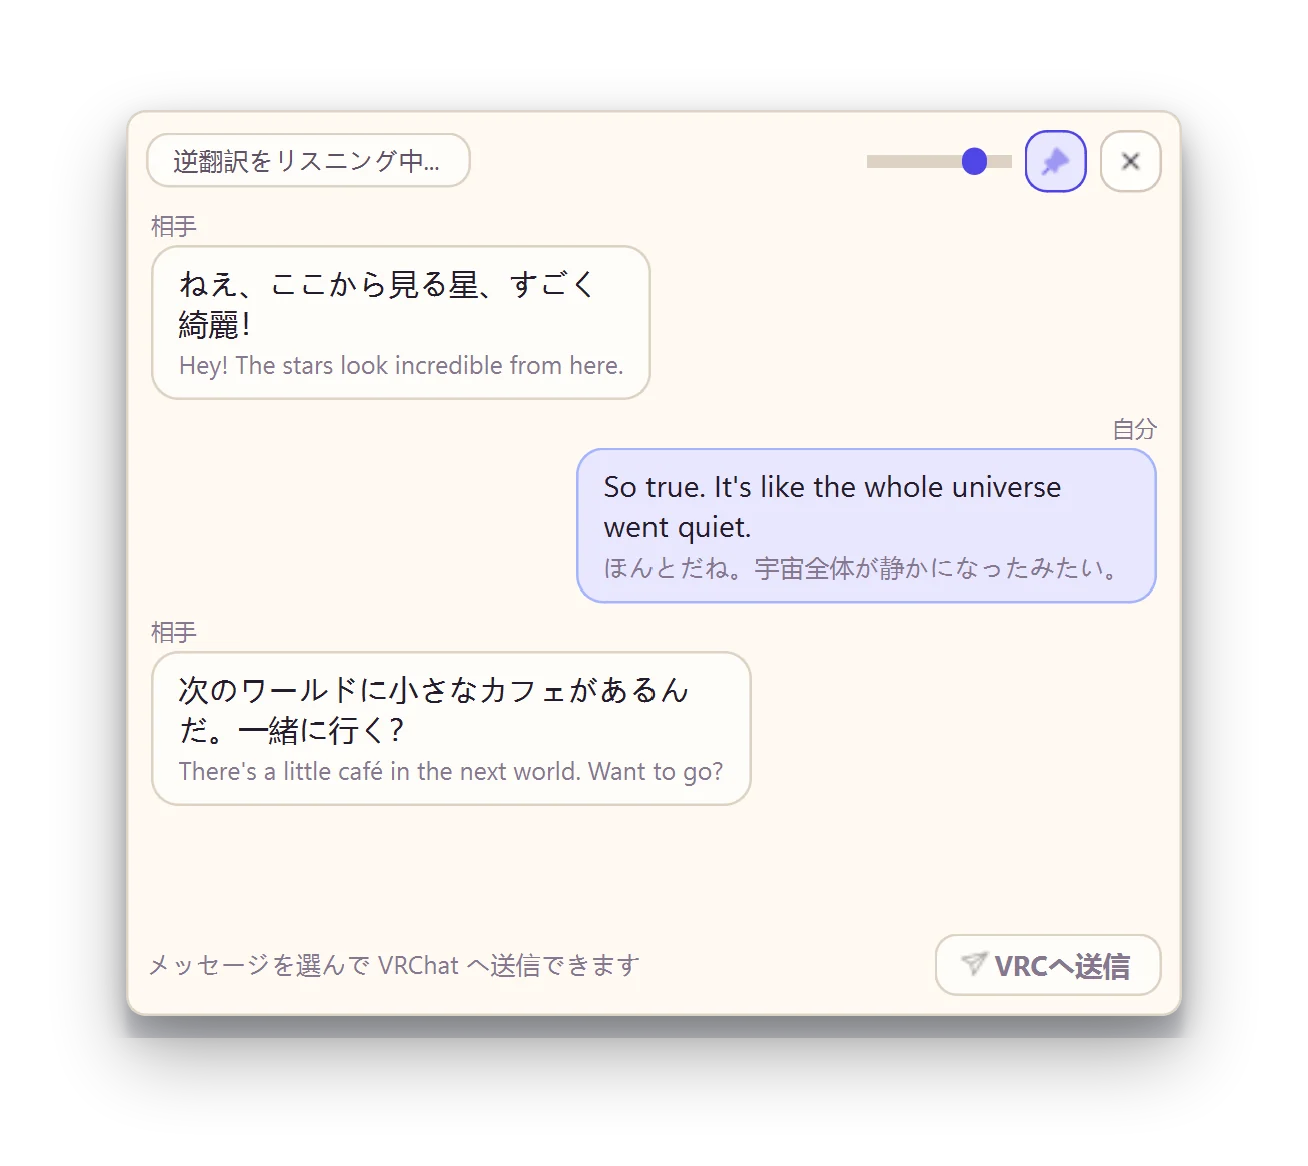 逆翻訳をリスニング中...
相手
ねえ、ここから見る星、すごく
綺麗!
Hey! The stars look incredible from here.
自分
So true. It's like the whole universe
went quiet.
ほんとだね。宇宙全体が静かになったみたい。
相手
次のワールドに小さなカフェがあるん
だ。一緒に行く?
There's a little café in the next world. Want to go?
メッセージを選んで VRChat へ送信できます
VRCへ送信